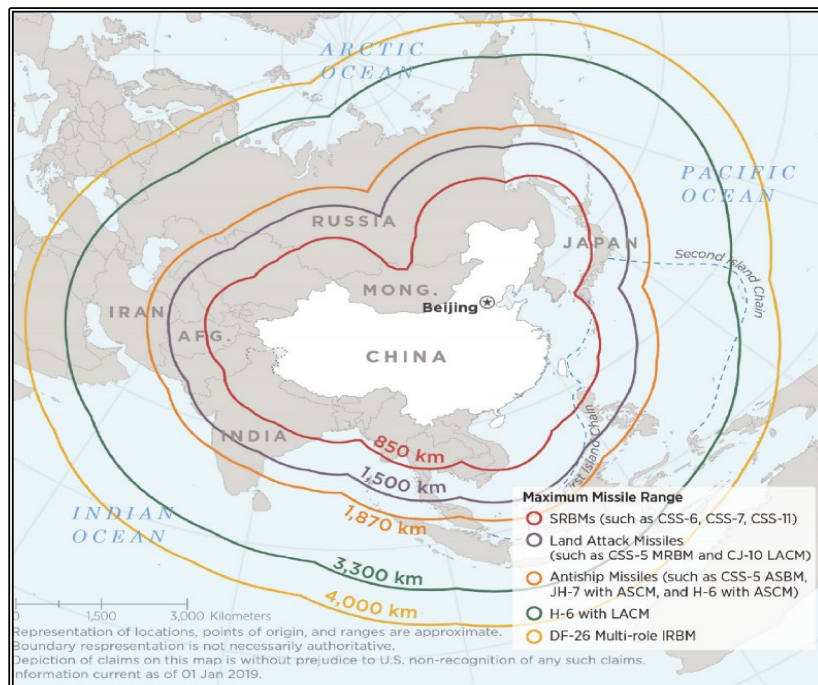 ARCTIC
OCEAN
PACIFIC
OCEAN
RUSSIA
JAPAN
Second Island Chain
MONG.
IRAN
Beijing
AFG.
CHINA
INDIA
850 km
First Island Chain
1,500 km
INDIAN
OCEAN
1,870 km
3,300 km
4,000 km
Maximum Missile Range
SRBMs (such as CSS-6, CSS-7, CSS-11)
Land Attack Missiles
(such as CSS-5 MRBM and CJ-10 LACM)
Antiship Missiles (such as CSS-5 ASBM,
JH-7 with ASCM, and H-6 with ASCM)
H-6 with LACM
DF-26 Multi-role IRBM
0 1,500 3,000 Kilometers
Representation of locations, points of origin, and ranges are approximate.
Boundary respresentation is not necessarily authoritative.
Depiction of claims on this map is without prejudice to U.S. non-recognition of any such claims.
Information current as of 01 Jan 2019.